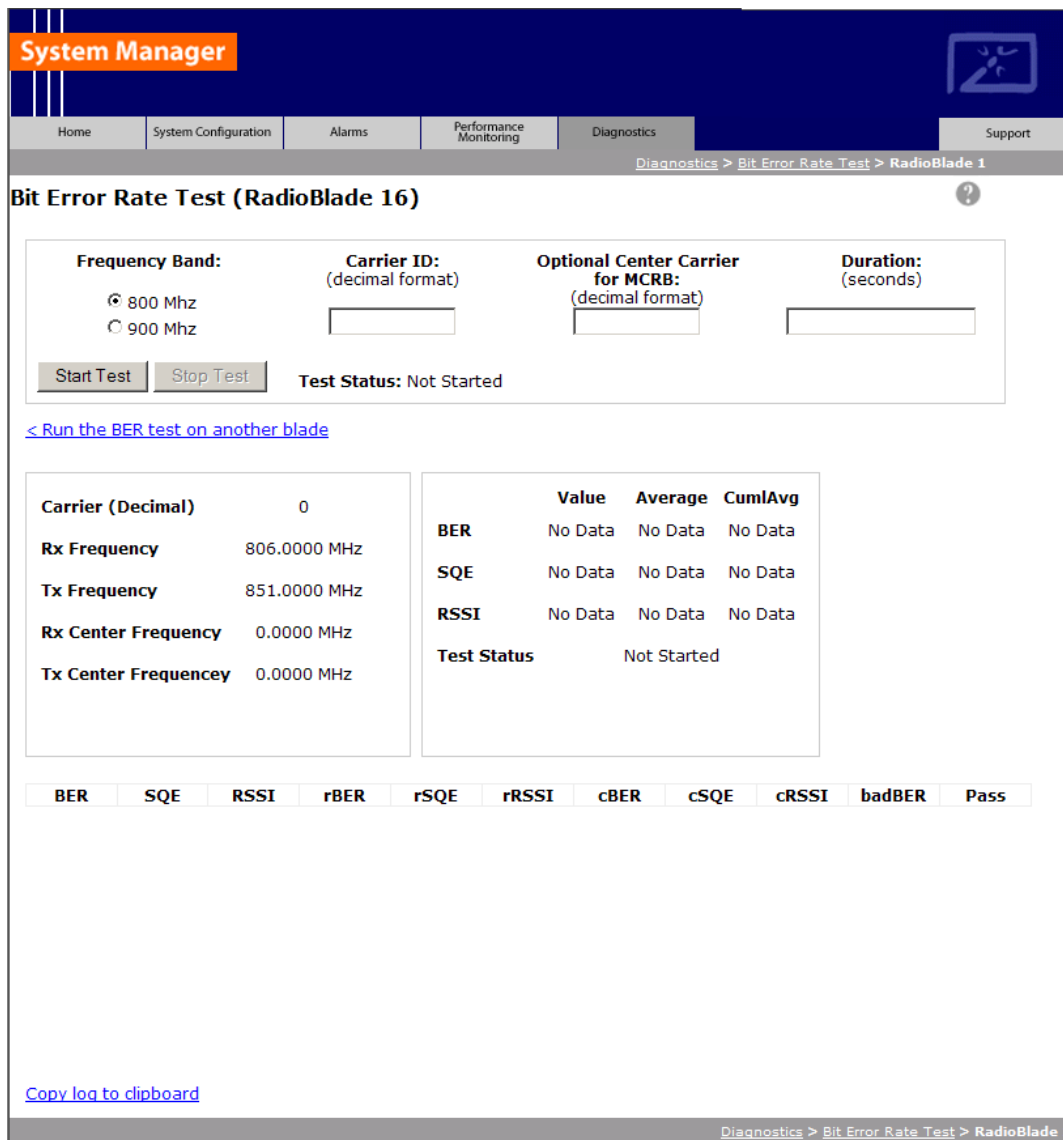 System Manager
Home System Configuration Alarms Performance Monitoring Diagnostics Support
Diagnostics > Bit Error Rate Test > RadioBlade 1
Bit Error Rate Test (RadioBlade 16)
?
Frequency Band: Carrier ID: Optional Center Carrier Duration:
(decimal format) for MCRB: (seconds)
(decimal format)
800 Mhz
900 Mhz
Start Test Stop Test Test Status: Not Started
< Run the BER test on another blade
Carrier (Decimal) 0
Rx Frequency 806.0000 MHz
Tx Frequency 851.0000 MHz
Rx Center Frequency 0.0000 MHz
Tx Center Frequencey 0.0000 MHz
Value Average CumlAvg
BER No Data No Data No Data
SQE No Data No Data No Data
RSSI No Data No Data No Data
Test Status Not Started
BER SQE RSSI rBER rSQE rRSSI cBER cSQE cRSSI badBER Pass
Copy log to clipboard
Diagnostics > Bit Error Rate Test > RadioBlade